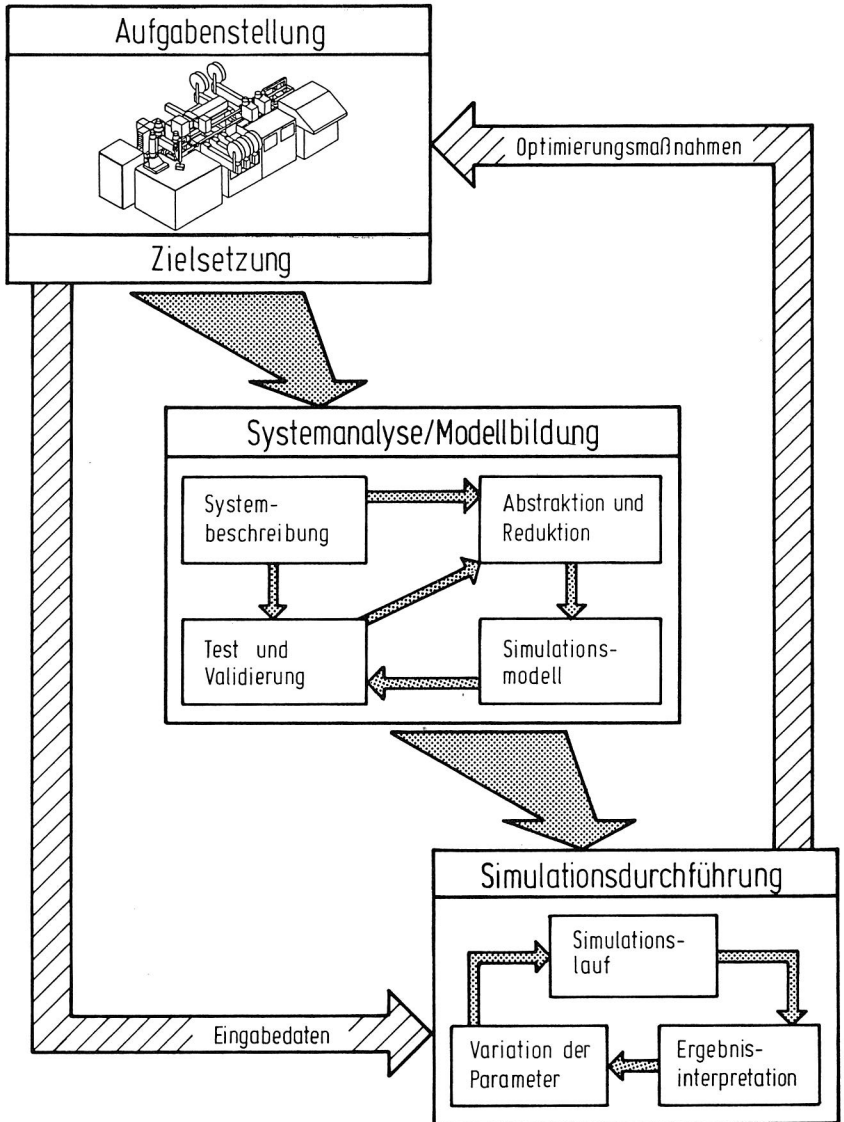 Aufgabenstellung
Zielsetzung
Optimierungsmaßnahmen
Systemanalyse/Modellbildung
System-
beschreibung
Abstraktion und
Reduktion
Test und
Validierung
Simulations-
modell
Simulationsdurchführung
Simulations-
lauf
Variation der
Parameter
Ergebnis-
interpretation
Eingabedaten